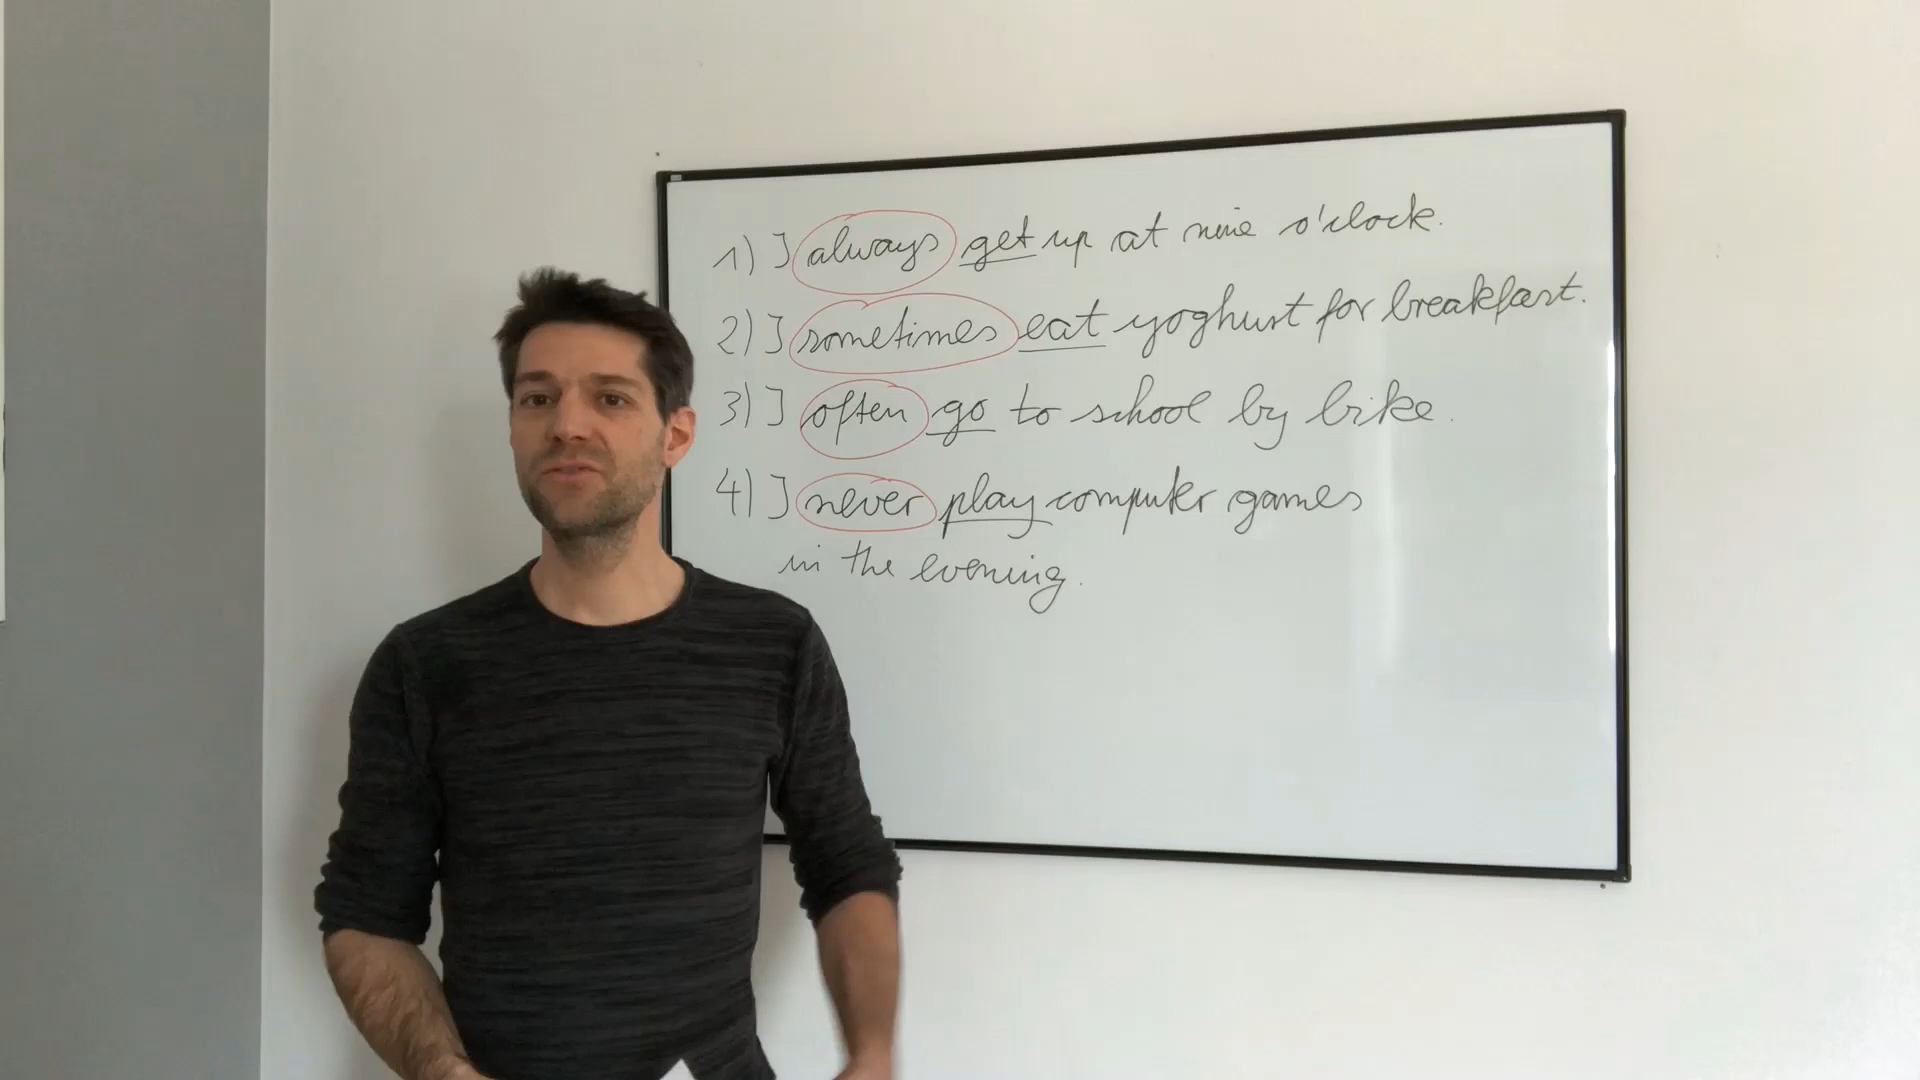 1) I always get up at nine o'clock.
2) I sometimes eat yoghurt for breakfast.
3) I often go to school by bike.
4) I never play computer games
in the evening.